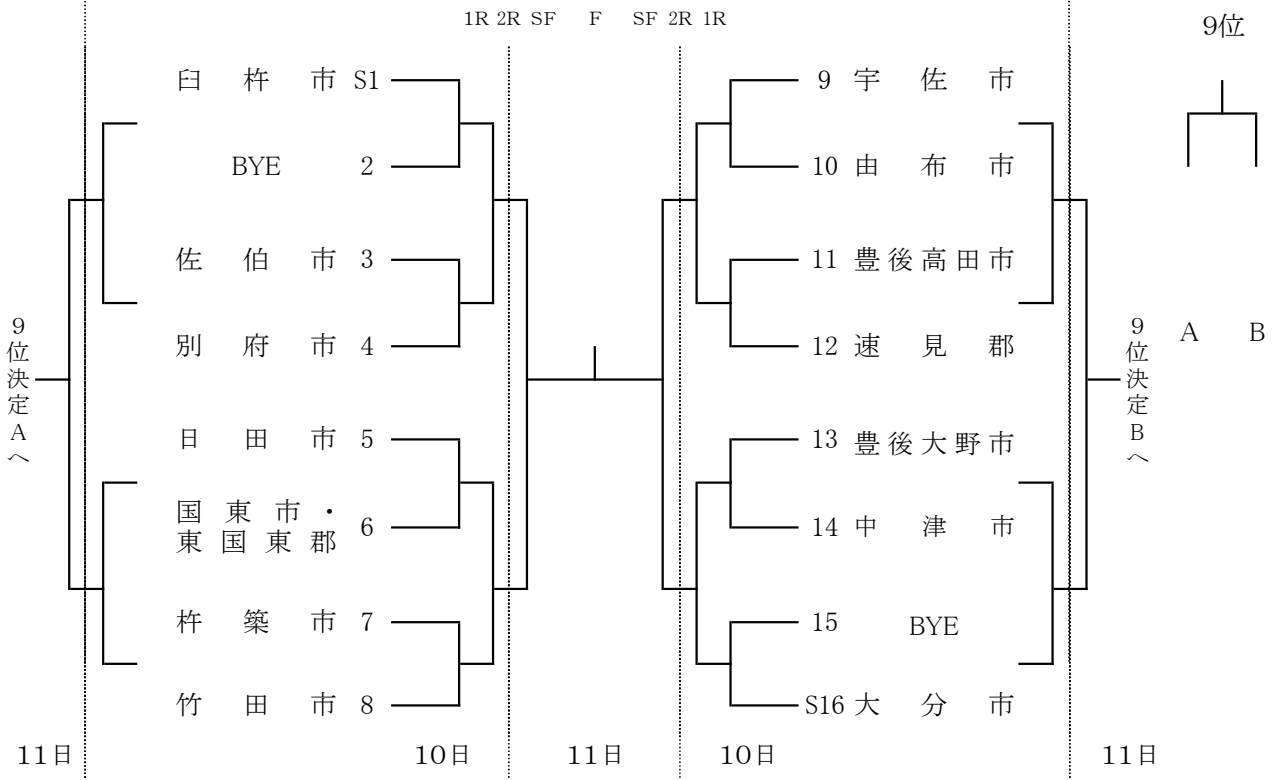 1R 2R SF F SF 2R 1R
9位
臼杵市 S1
BYE 2
佐伯市 3
別府市 4
日田市 5
国東市・
東国東郡 6
杵築市 7
竹田市 8
9 宇佐市
10 由布市
11 豊後高田市
12 速見郡
13 豊後大野市
14 中津市
15 BYE
S16 大分市
9位決定Aへ
9位決定Bへ
A B
11日 10日 11日 10日 11日